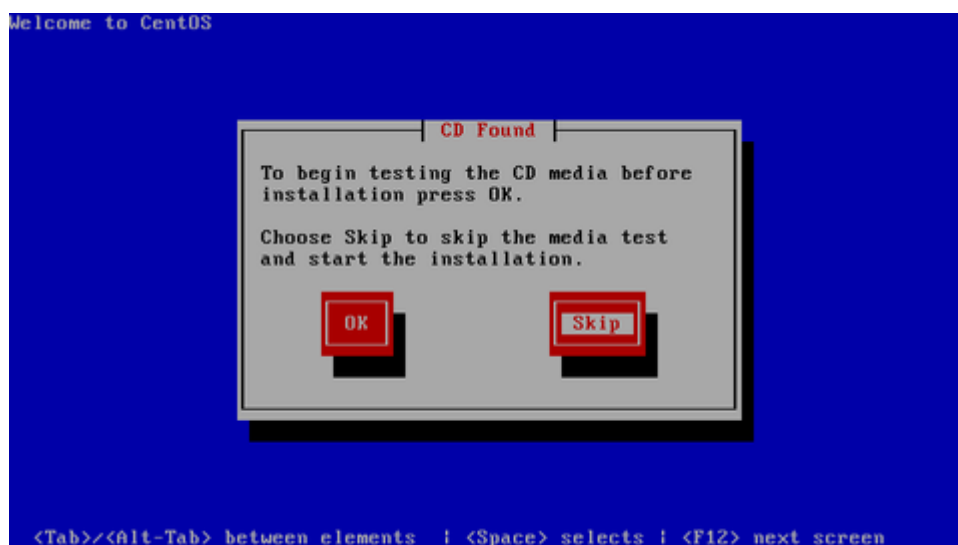 Welcome to CentOS
CD Found
To begin testing the CD media before
installation press OK.
Choose Skip to skip the media test
and start the installation.
OK Skip
<Tab>/<Alt-Tab> between elements | <Space> selects | <F12> next screen